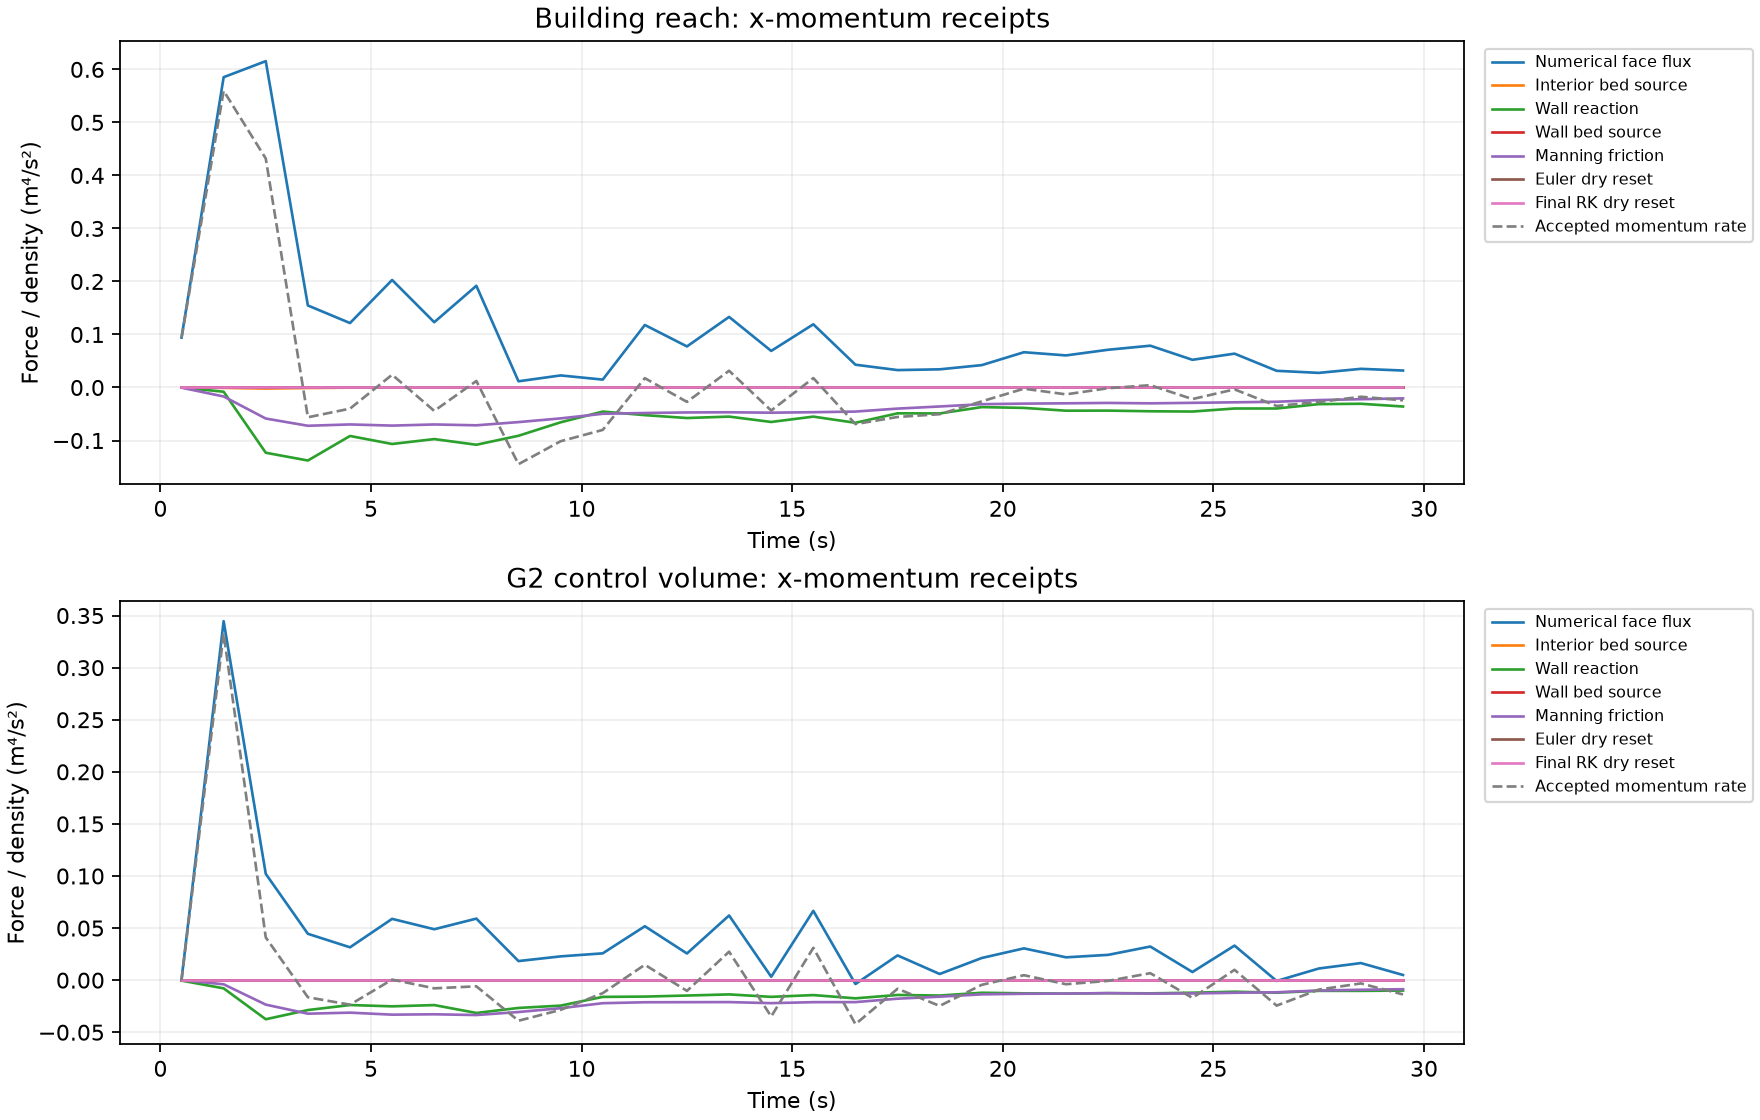 Building reach: x-momentum receipts
Force / density (m⁴/s²)
0.6
0.5
0.4
0.3
0.2
0.1
0.0
−0.1
0 5 10 15 20 25 30
Time (s)
Numerical face flux
Interior bed source
Wall reaction
Wall bed source
Manning friction
Euler dry reset
Final RK dry reset
Accepted momentum rate
G2 control volume: x-momentum receipts
Force / density (m⁴/s²)
0.35
0.30
0.25
0.20
0.15
0.10
0.05
0.00
−0.05
0 5 10 15 20 25 30
Time (s)
Numerical face flux
Interior bed source
Wall reaction
Wall bed source
Manning friction
Euler dry reset
Final RK dry reset
Accepted momentum rate